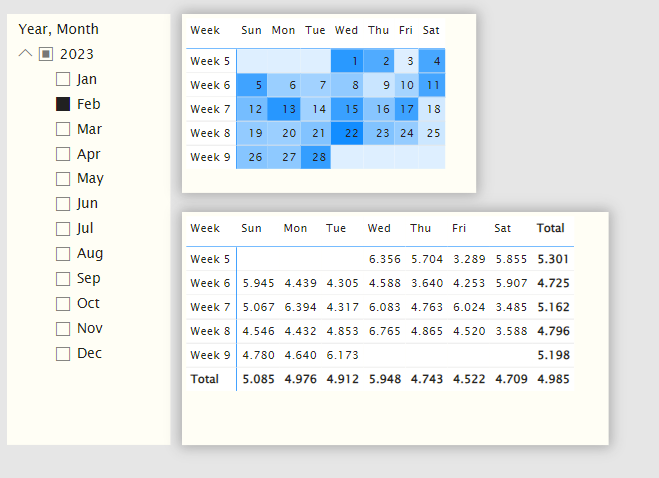 Year, Month
2023
Jan
Feb
Mar
Apr
May
Jun
Jul
Aug
Sep
Oct
Nov
Dec
Week Sun Mon Tue Wed Thu Fri Sat
Week 5 1 2 3 4
Week 6 5 6 7 8 9 10 11
Week 7 12 13 14 15 16 17 18
Week 8 19 20 21 22 23 24 25
Week 9 26 27 28
Week Sun Mon Tue Wed Thu Fri Sat Total
Week 5 6.356 5.704 3.289 5.855 5.301
Week 6 5.945 4.439 4.305 4.588 3.640 4.253 5.907 4.725
Week 7 5.067 6.394 4.317 6.083 4.763 6.024 3.485 5.162
Week 8 4.546 4.432 4.853 6.765 4.865 4.520 3.588 4.796
Week 9 4.780 4.640 6.173 5.198
Total 5.085 4.976 4.912 5.948 4.743 4.522 4.709 4.985